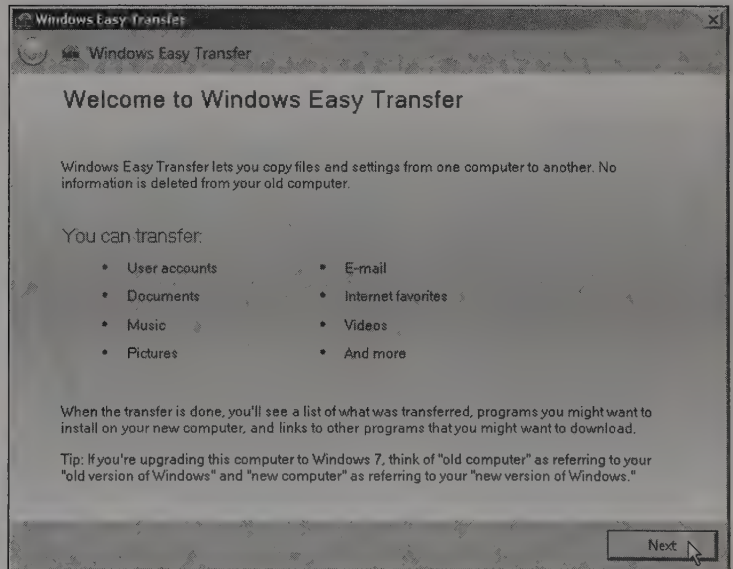 Windows Easy Transfer
Windows Easy Transfer
Welcome to Windows Easy Transfer
Windows Easy Transfer lets you copy files and settings from one computer to another. No
information is deleted from your old computer.
You can transfer:
• User accounts
• E-mail
• Documents
• Internet favorites
• Music
• Videos
• Pictures
• And more
When the transfer is done, you'll see a list of what was transferred, programs you might want to
install on your new computer, and links to other programs that you might want to download.
Tip: If you're upgrading this computer to Windows 7, think of "old computer" as referring to your
"old version of Windows" and "new computer" as referring to your "new version of Windows."
Next